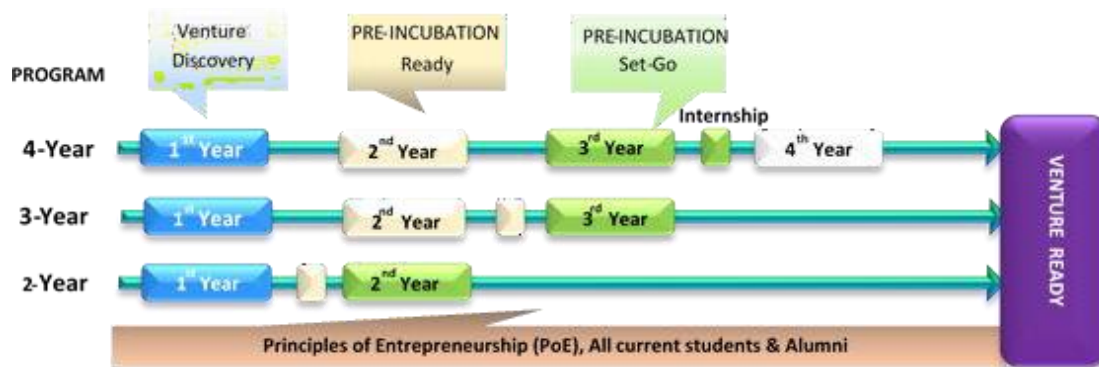 Venture
Discovery
PRE-INCUBATION
Ready
PRE-INCUBATION
Set-Go
PROGRAM
Internship
4-Year
1st Year
2nd Year
3rd Year
4th Year
3-Year
1st Year
2nd Year
3rd Year
2-Year
1st Year
2nd Year
VENTURE READY
Principles of Entrepreneurship (PoE), All current students & Alumni